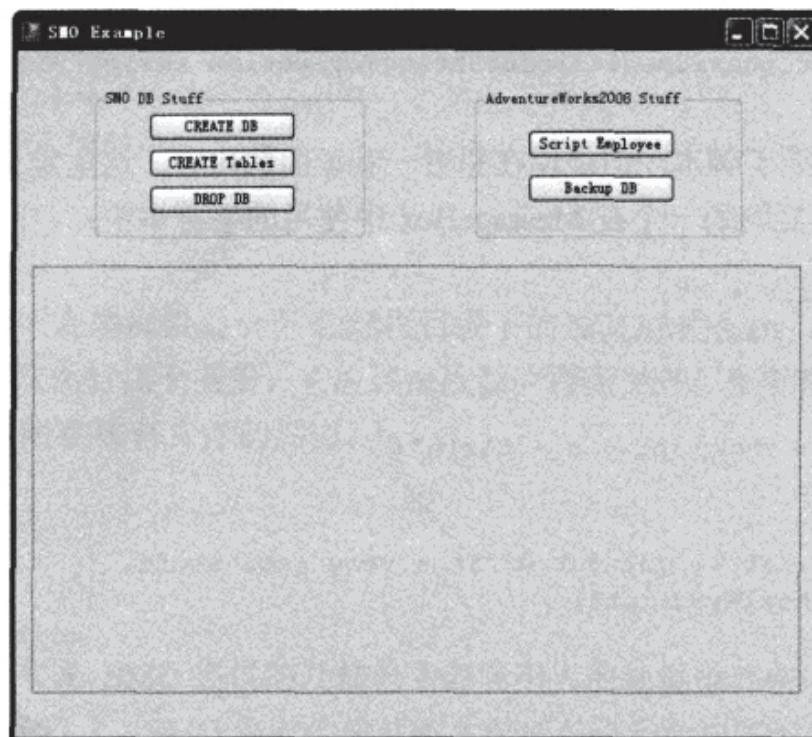 SMO Example
SMO DB Stuff
CREATE DB
CREATE Tables
DROP DB
AdventureWorks2008 Stuff
Script Employee
Backup DB